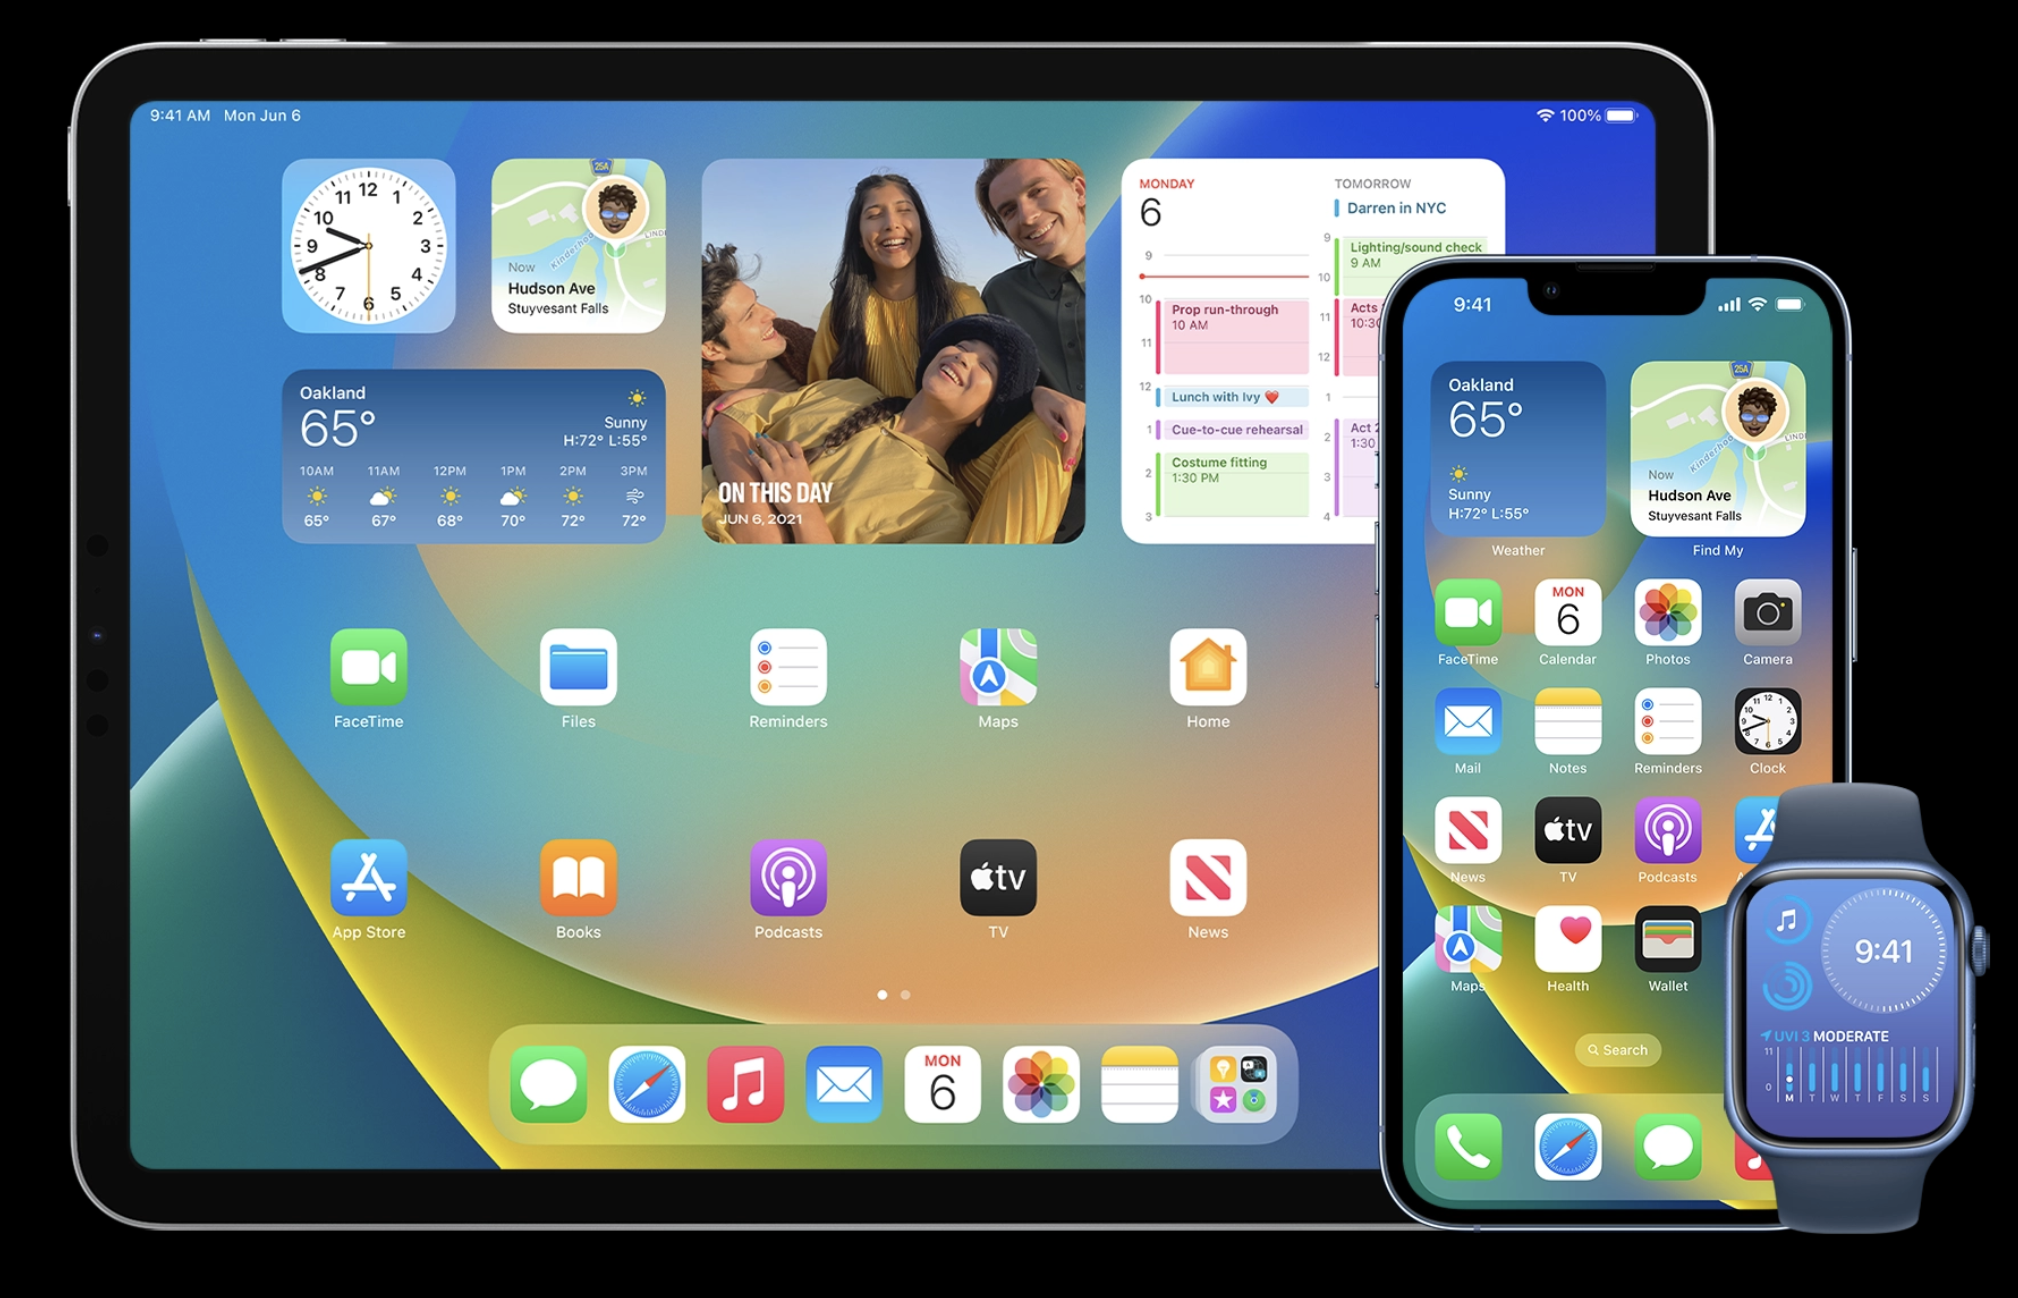 9:41 AM Mon Jun 6
100%
12
1
2
3
4
5
6
7
8
9
10
11
25A
Now
Hudson Ave
Stuyvesant Falls
Oakland
65°
Sunny
H:72° L:55°
10AM 11AM 12PM 1PM 2PM 3PM
65° 67° 68° 70° 72° 72°
ON THIS DAY
JUN 6, 2021
MONDAY
6
9
10
Prop run-through
10 AM
11
12
Lunch with Ivy ❤️
1
Cue-to-cue rehearsal
Costume fitting
2
1:30 PM
3
TOMORROW
Darren in NYC
9
Lighting/sound check
9 AM
10
Acts
11
10:30
12
1
Act 2
2
1:30
3
4
FaceTime
Files
Reminders
Maps
Home
App Store
Books
Podcasts
tv
TV
News
MON
6
9:41
Oakland
65°
Sunny
H:72° L:55°
Weather
25A
Now
Hudson Ave
Stuyvesant Falls
Find My
FaceTime
MON
6
Calendar
Photos
Camera
Mail
Notes
Reminders
Clock
News
tv
TV
Podcasts
Maps
Health
Wallet
Search
9:41
UVI 3 MODERATE
11
0
M T W T F S S